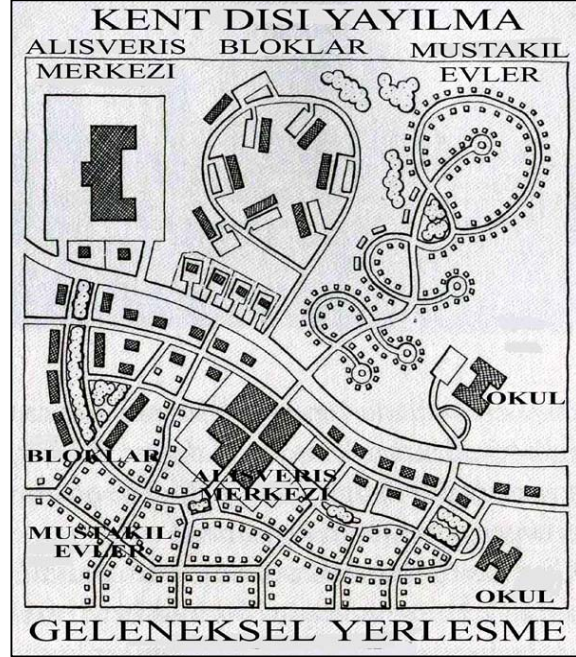 KENT DISI YAYILMA
ALISVERIS MERKEZI
BLOKLAR
MUSTAKIL EVLER
OKUL
BLOKLAR
ALISVERIS MERKEZI
MUSTAKIL EVLER
OKUL
GELENEKSEL YERLESME